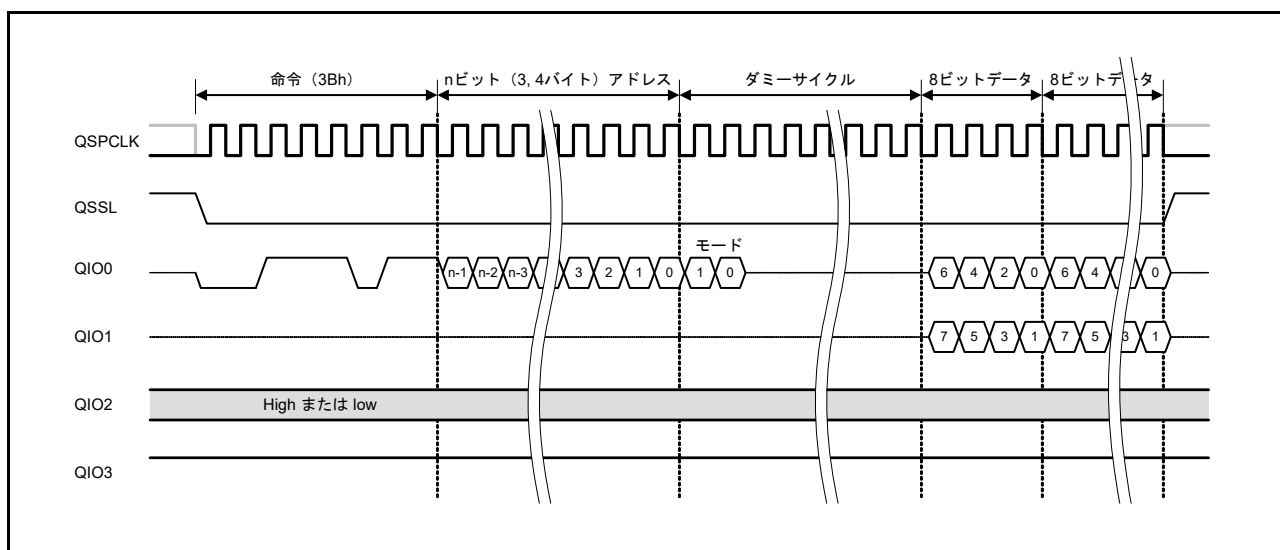 命令（3Bh）
nビット（3, 4バイト）アドレス
ダミーサイクル
8ビットデータ
8ビットデータ
QSPCLK
QSSL
モード
QIO0
n-1 n-2 n-3 3 2 1 0 1 0 6 4 2 0 6 4 0
QIO1
7 5 3 1 7 5 3 1
QIO2
High または low
QIO3